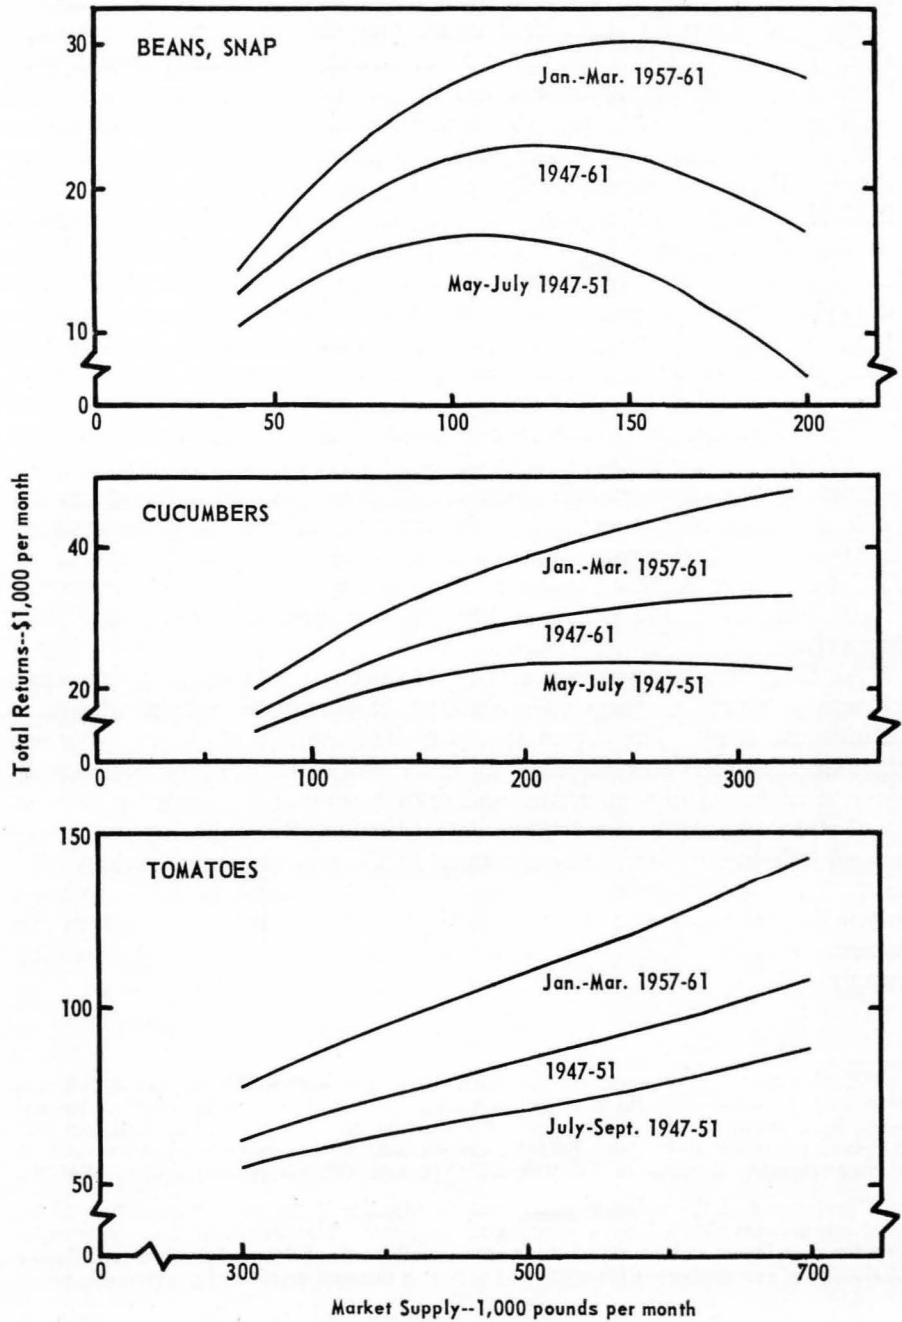 BEANS, SNAP
30
20
10
0
Jan.-Mar. 1957-61
1947-61
May-July 1947-51
0 50 100 150 200
Total Returns--$1,000 per month
CUCUMBERS
40
20
0
Jan.-Mar. 1957-61
1947-61
May-July 1947-51
0 100 200 300
TOMATOES
150
100
50
0
Jan.-Mar. 1957-61
1947-51
July-Sept. 1947-51
0 300 500 700
Market Supply--1,000 pounds per month